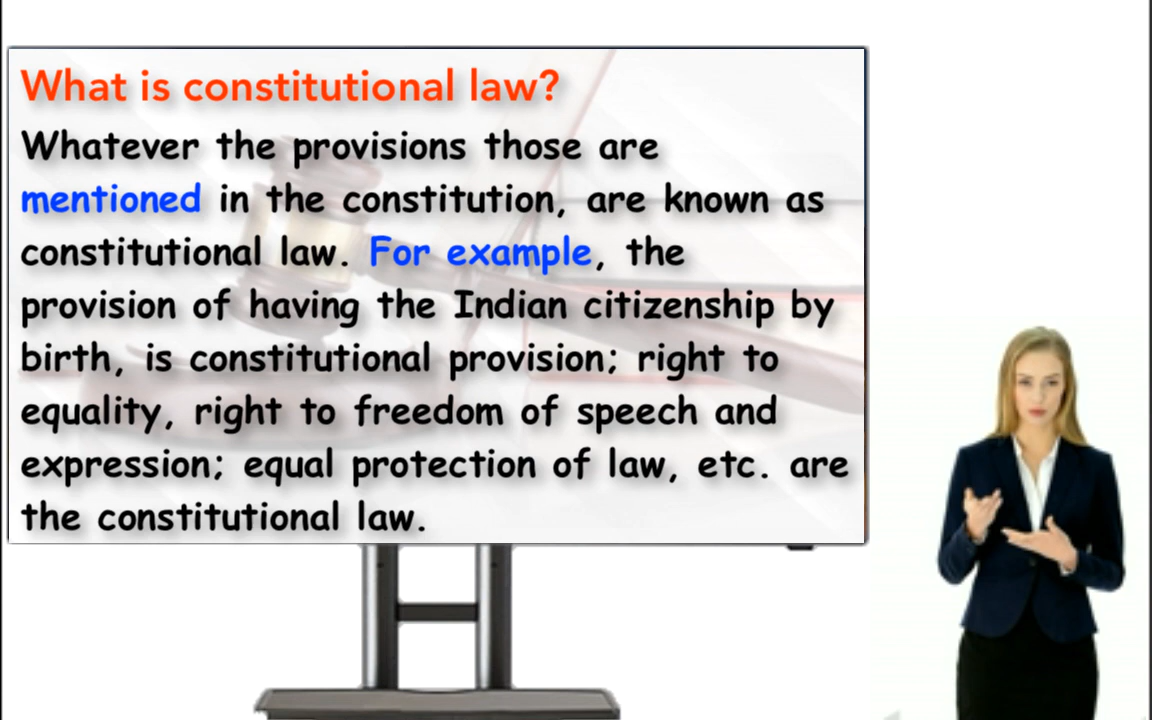 What is constitutional law?
Whatever the provisions those are
mentioned in the constitution, are known as
constitutional law. For example, the
provision of having the Indian citizenship by
birth, is constitutional provision; right to
equality, right to freedom of speech and
expression; equal protection of law, etc. are
the constitutional law.